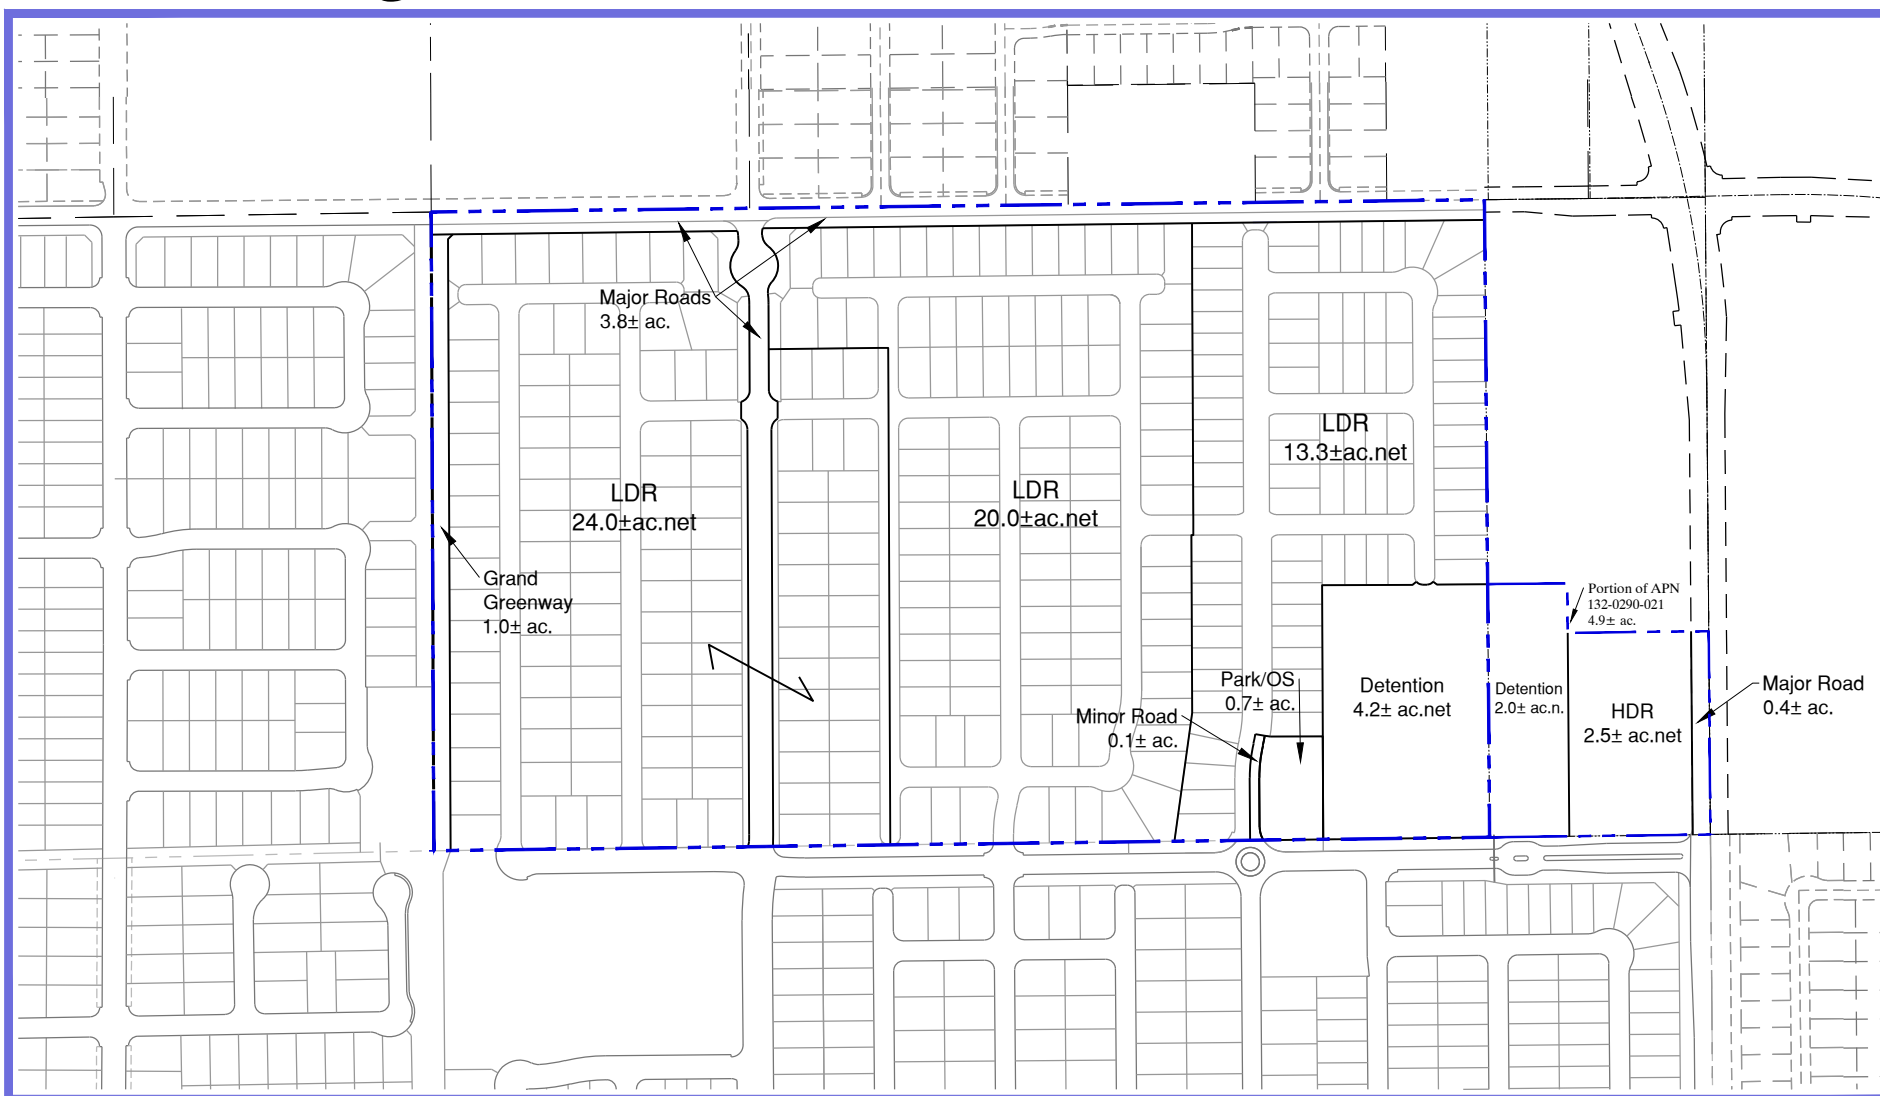 Major Roads
3.8± ac.
LDR
13.3±ac.net
LDR
24.0±ac.net
LDR
20.0±ac.net
Grand
Greenway
1.0± ac.
Portion of APN
132-0290-021
4.9± ac.
Park/OS
0.7± ac.
Minor Road
0.1± ac.
Detention
4.2± ac.net
Detention
2.0± ac.n.
HDR
2.5± ac.net
Major Road
0.4± ac.